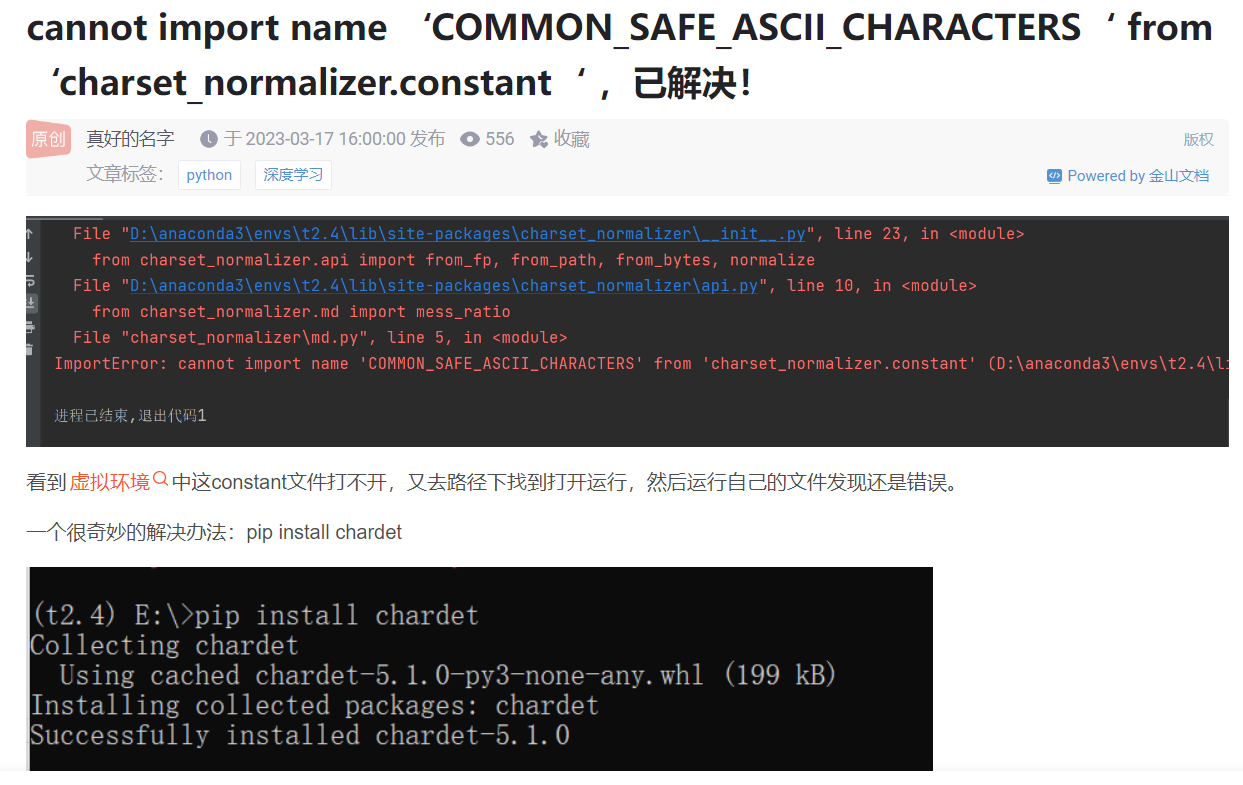 cannot import name ‘COMMON_SAFE_ASCII_CHARACTERS ‘ from
‘charset_normalizer.constant ‘ ，已解决！
原创 真好的名字 于 2023-03-17 16:00:00 发布 556 收藏 版权
文章标签： python 深度学习 Powered by 金山文档
File "D:\anaconda3\envs\t2.4\lib\site-packages\charset_normalizer\__init__.py", line 23, in <module>
from charset_normalizer.api import from_fp, from_path, from_bytes, normalize
File "D:\anaconda3\envs\t2.4\lib\site-packages\charset_normalizer\api.py", line 10, in <module>
from charset_normalizer.md import mess_ratio
File "charset_normalizer\md.py", line 5, in <module>
ImportError: cannot import name 'COMMON_SAFE_ASCII_CHARACTERS' from 'charset_normalizer.constant' (D:\anaconda3\envs\t2.4\l
进程已结束,退出代码1
看到虚拟环境中这constant文件打不开，又去路径下找到打开运行，然后运行自己的文件发现还是错误。
一个很奇妙的解决办法：pip install chardet
(t2.4) E:\>pip install chardet
Collecting chardet
Using cached chardet-5.1.0-py3-none-any.whl (199 kB)
Installing collected packages: chardet
Successfully installed chardet-5.1.0